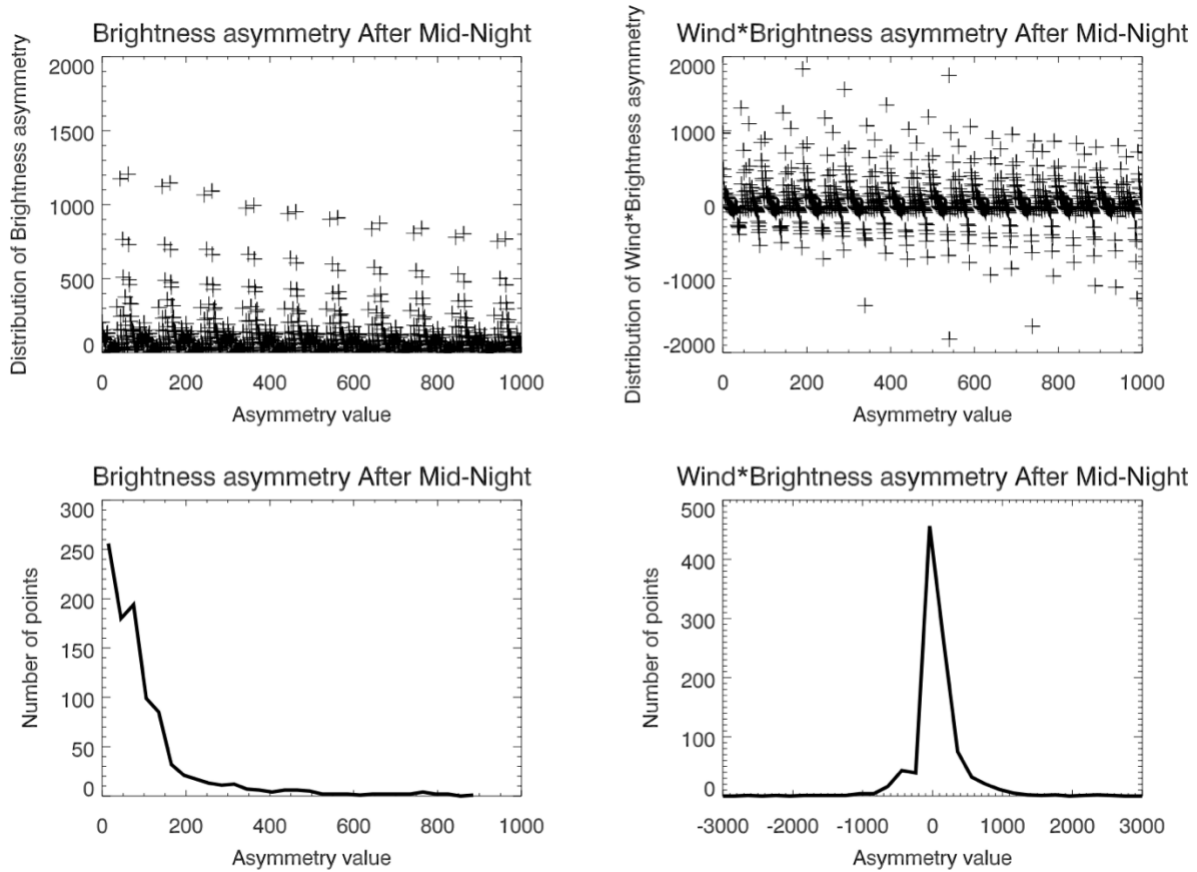 Brightness asymmetry After Mid-Night
Distribution of Brightness asymmetry
2000
1500
1000
500
0
0 200 400 600 800 1000
Asymmetry value
Wind*Brightness asymmetry After Mid-Night
Distribution of Wind*Brightness asymmetry
2000
1000
0
-1000
-2000
0 200 400 600 800 1000
Asymmetry value
Brightness asymmetry After Mid-Night
Number of points
300
250
200
150
100
50
0
0 200 400 600 800 1000
Asymmetry value
Wind*Brightness asymmetry After Mid-Night
Number of points
500
400
300
200
100
0
-3000 -2000 -1000 0 1000 2000 3000
Asymmetry value